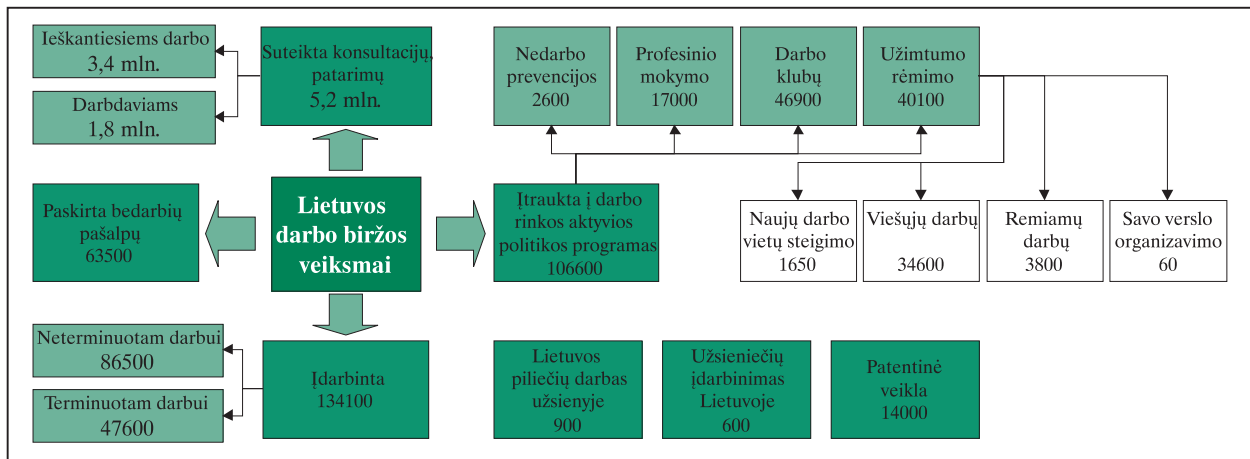 Ieškantiesiems darbo
3,4 mln.
Darbdaviams
1,8 mln.
Suteikta konsultacijų,
patarimų
5,2 mln.
Nedarbo
prevencijos
2600
Profesinio
mokymo
17000
Darbo
klubų
46900
Užimtumo
rėmimo
40100
Paskirta bedarbių
pašalpų
63500
Lietuvos
darbo biržos
veiksmai
Įtraukta į darbo
rinkos aktyvios
politikos programas
106600
Naujų darbo
vietų steigimo
1650
Viešųjų darbų
34600
Remiamų
darbų
3800
Savo verslo
organizavimo
60
Neterminuotam darbui
86500
Terminuotam darbui
47600
Įdarbinta
134100
Lietuvos
piliečių darbas
užsienyje
900
Užsieniečių
įdarbinimas
Lietuvoje
600
Patentinė
veikla
14000